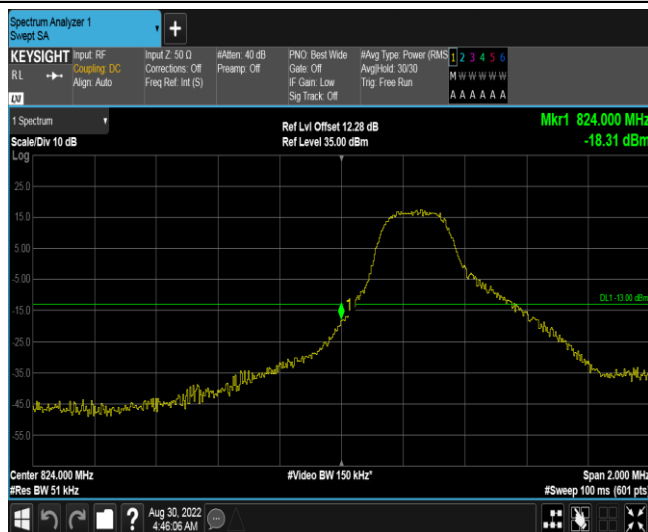 Spectrum Analyzer 1
Swept SA
+
KEYSIGHT
RL
LXI
Input: RF
Coupling: DC
Align: Auto
Input Z: 50 Ω
Corrections: Off
Freq Ref: Int (S)
#Atten: 40 dB
Preamp: Off
PNO: Best Wide
Gate: Off
IF Gain: Low
Sig Track: Off
#Avg Type: Power (RMS
Avg|Hold: 30/30
Trig: Free Run
1 2 3 4 5 6
M W W W W W
A A A A A A
1 Spectrum
Scale/Div 10 dB
Log
Ref Lvl Offset 12.28 dB
Ref Level 35.00 dBm
Mkr1 824.000 MHz
-18.31 dBm
25.0
15.0
5.00
-5.00
-15.0
-25.0
-35.0
-45.0
-55.0
1
DL1 -13.00 dBm
Center 824.000 MHz
#Res BW 51 kHz
#Video BW 150 kHz*
Span 2.000 MHz
#Sweep 100 ms (601 pts)
?
Aug 30, 2022
4:46:06 AM